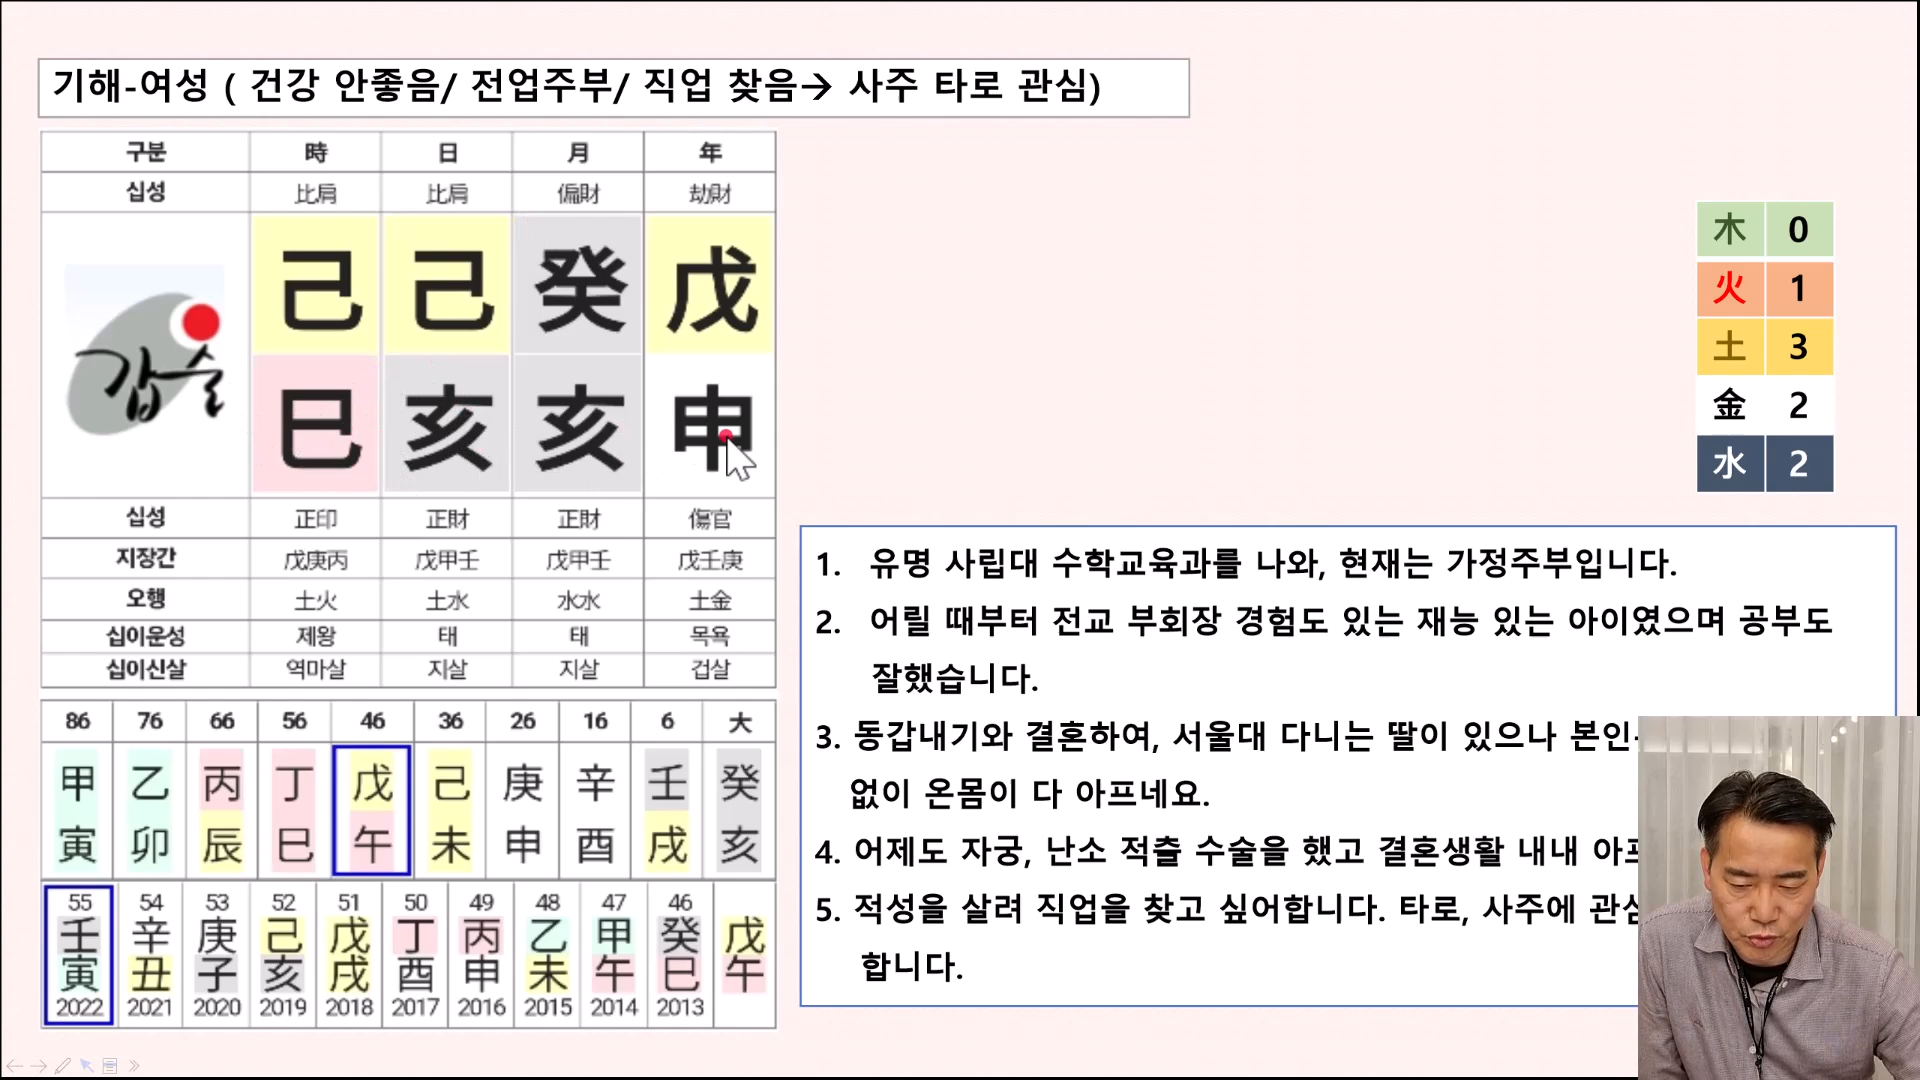 기해-여성 ( 건강 안좋음/ 전업주부/ 직업 찾음→ 사주 타로 관심)
구분 時 日 月 年
십성 比肩 比肩 偏財 劫財
갑술
己 己 癸 戊
巳 亥 亥 申
십성 正印 正財 正財 傷官
지장간 戊庚丙 戊甲壬 戊甲壬 戊壬庚
오행 土火 土水 水水 土金
십이운성 제왕 태 태 목욕
십이신살 역마살 지살 지살 겁살
86 76 66 56 46 36 26 16 6 大
甲 乙 丙 丁 戊 己 庚 辛 壬 癸
寅 卯 辰 巳 午 未 申 酉 戌 亥
55 54 53 52 51 50 49 48 47 46
壬 辛 庚 己 戊 丁 丙 乙 甲 癸 戊
寅 丑 子 亥 戌 酉 申 未 午 巳 午
2022 2021 2020 2019 2018 2017 2016 2015 2014 2013
木 0
火 1
土 3
金 2
水 2
1. 유명 사립대 수학교육과를 나와, 현재는 가정주부입니다.
2. 어릴 때부터 전교 부회장 경험도 있는 재능 있는 아이였으며 공부도
잘했습니다.
3. 동갑내기와 결혼하여, 서울대 다니는 딸이 있으나 본인
없이 온몸이 다 아프네요.
4. 어제도 자궁, 난소 적출 수술을 했고 결혼생활 내내
5. 적성을 살려 직업을 찾고 싶어합니다. 타로, 사주에
합니다.